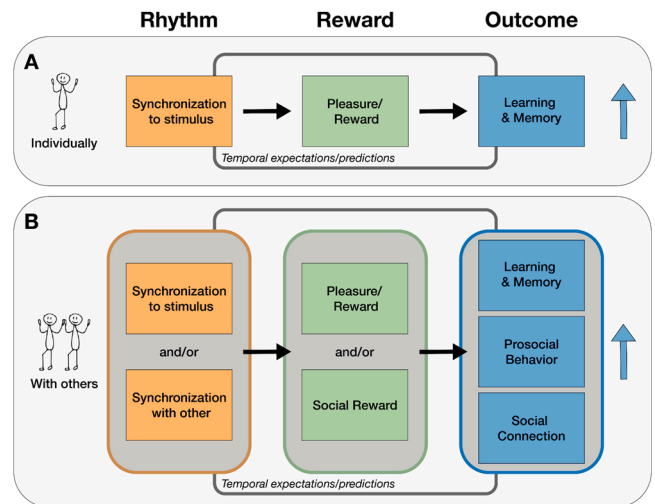 Rhythm
Reward
Outcome
A
Individually
Synchronization
to stimulus
Pleasure/
Reward
Learning
& Memory
Temporal expectations/predictions
B
With others
Synchronization
to stimulus
and/or
Synchronization
with other
Pleasure/
Reward
and/or
Social Reward
Learning
& Memory
Prosocial
Behavior
Social
Connection
Temporal expectations/predictions